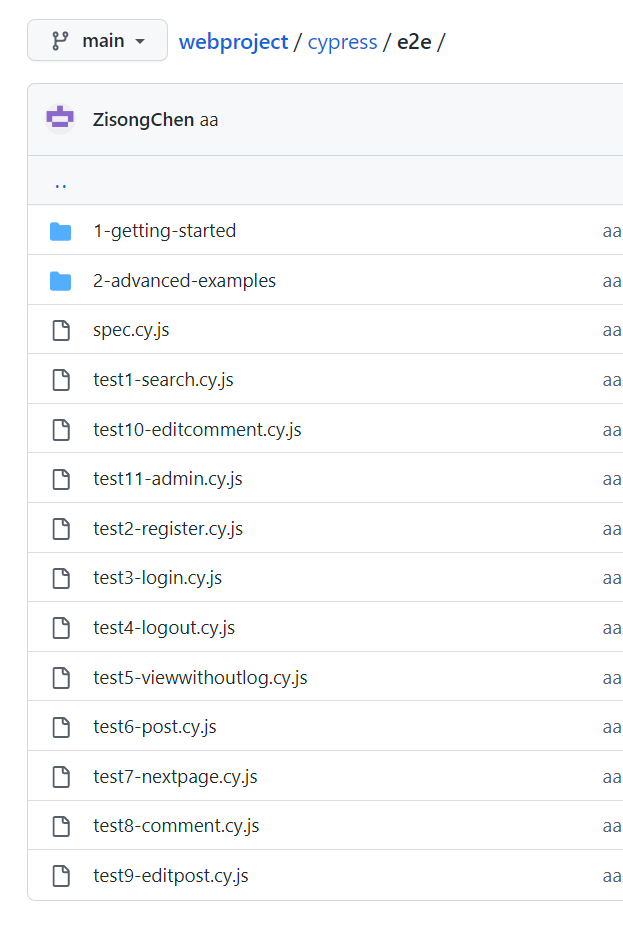 main webproject / cypress / e2e /
ZisongChen aa
..
1-getting-started aa
2-advanced-examples aa
spec.cy.js aa
test1-search.cy.js aa
test10-editcomment.cy.js aa
test11-admin.cy.js aa
test2-register.cy.js aa
test3-login.cy.js aa
test4-logout.cy.js aa
test5-viewwithoutlog.cy.js aa
test6-post.cy.js aa
test7-nextpage.cy.js aa
test8-comment.cy.js aa
test9-editpost.cy.js aa